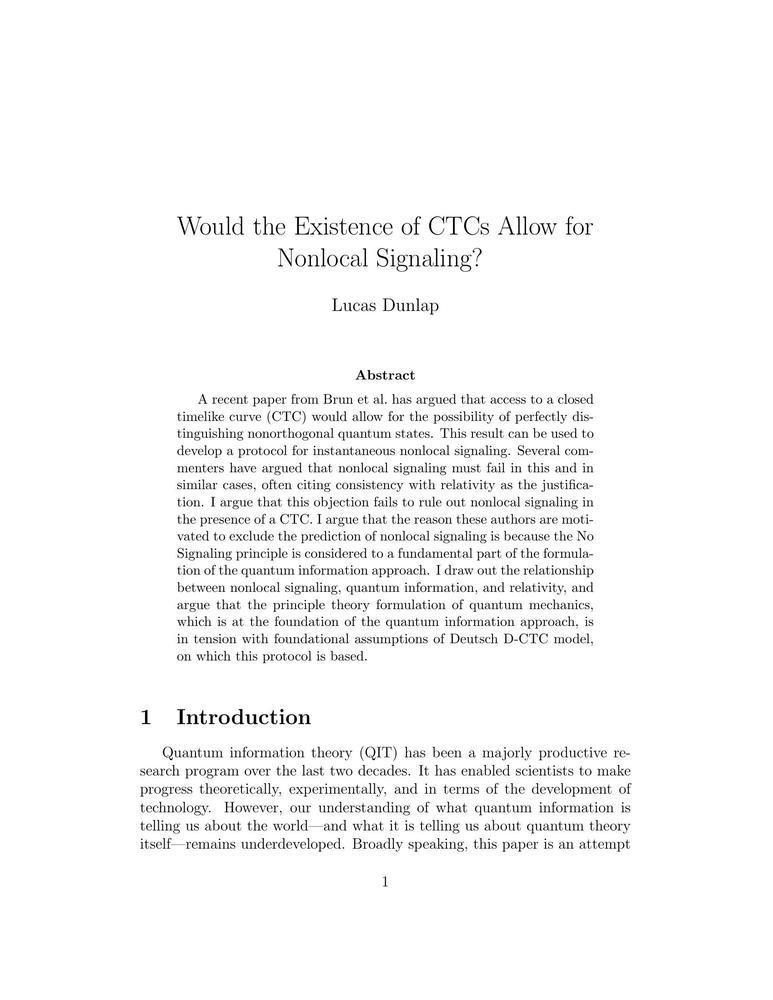 Would the Existence of CTCs Allow for
Nonlocal Signaling?
Lucas Dunlap
Abstract
A recent paper from Brun et al. has argued that access to a closed
timelike curve (CTC) would allow for the possibility of perfectly dis-
tinguishing nonorthogonal quantum states. This result can be used to
develop a protocol for instantaneous nonlocal signaling. Several com-
menters have argued that nonlocal signaling must fail in this and in
similar cases, often citing consistency with relativity as the justifica-
tion. I argue that this objection fails to rule out nonlocal signaling in
the presence of a CTC. I argue that the reason these authors are moti-
vated to exclude the prediction of nonlocal signaling is because the No
Signaling principle is considered to a fundamental part of the formula-
tion of the quantum information approach. I draw out the relationship
between nonlocal signaling, quantum information, and relativity, and
argue that the principle theory formulation of quantum mechanics,
which is at the foundation of the quantum information approach, is
in tension with foundational assumptions of Deutsch D-CTC model,
on which this protocol is based.
1 Introduction
Quantum information theory (QIT) has been a majorly productive re-
search program over the last two decades. It has enabled scientists to make
progress theoretically, experimentally, and in terms of the development of
technology. However, our understanding of what quantum information is
telling us about the world—and what it is telling us about quantum theory
itself—remains underdeveloped. Broadly speaking, this paper is an attempt
1